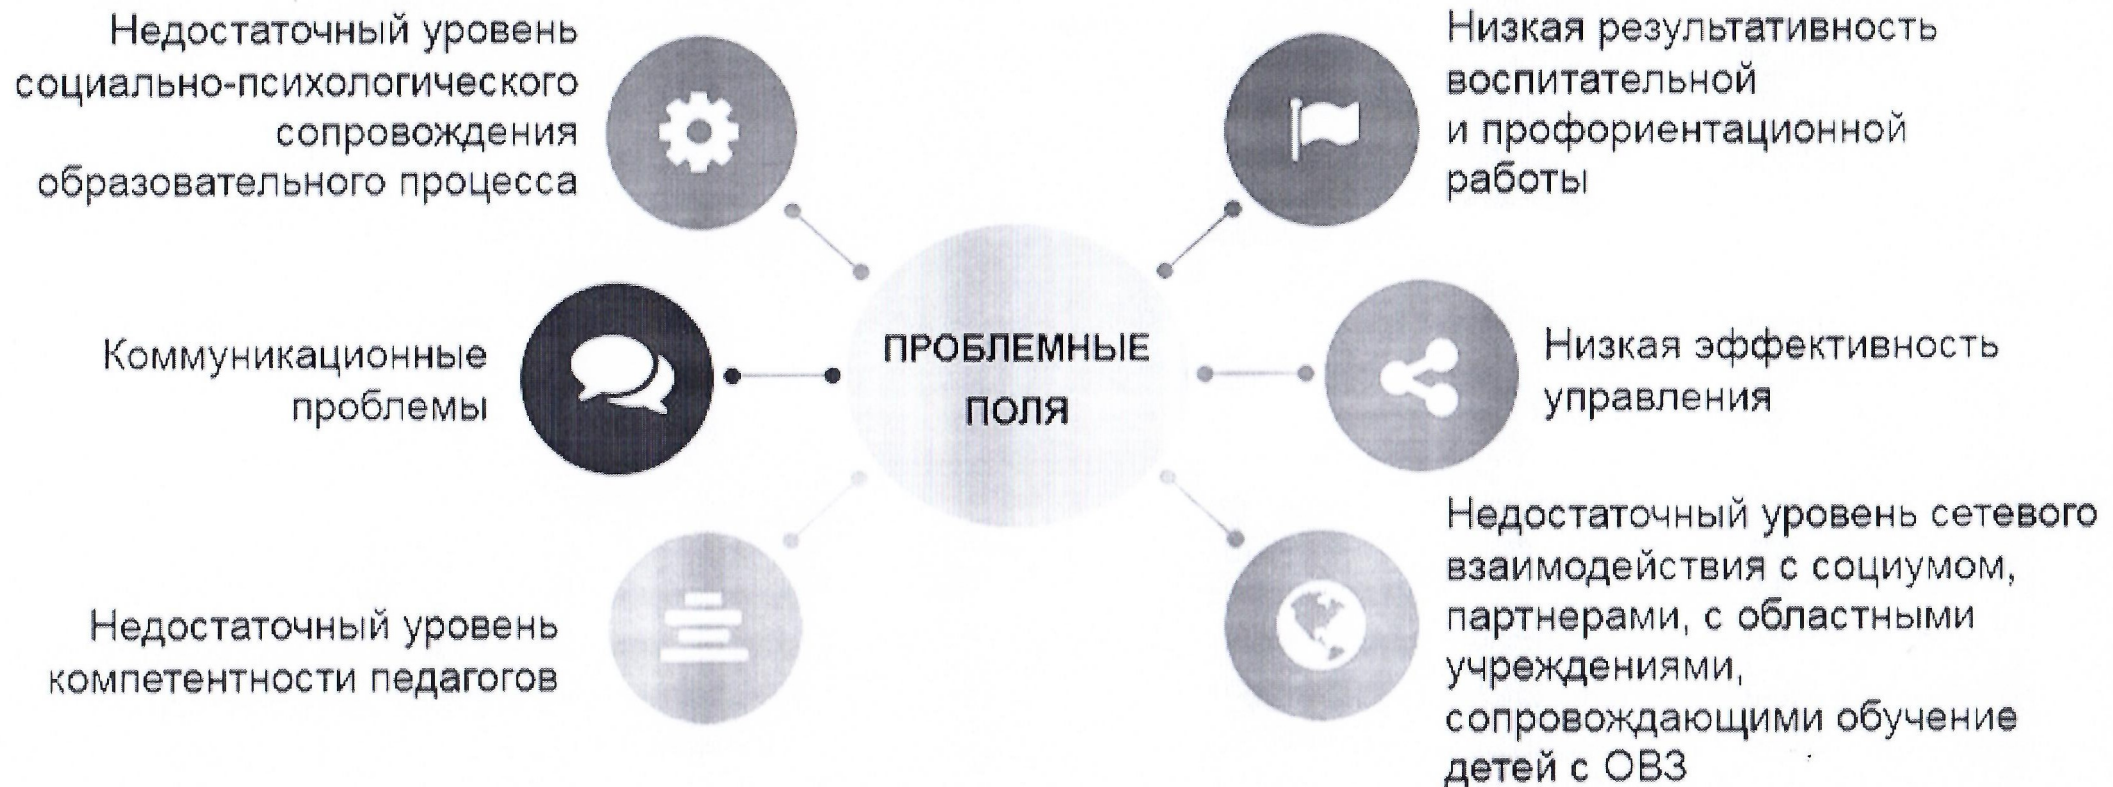 Недостаточный уровень
социально-психологического
сопровождения
образовательного процесса
Коммуникационные
проблемы
Недостаточный уровень
компетентности педагогов
ПРОБЛЕМНЫЕ
ПОЛЯ
Низкая результативность
воспитательной
и профориентационной
работы
Низкая эффективность
управления
Недостаточный уровень сетевого
взаимодействия с социумом,
партнерами, с областными
учреждениями,
сопровождающими обучение
детей с ОВЗ